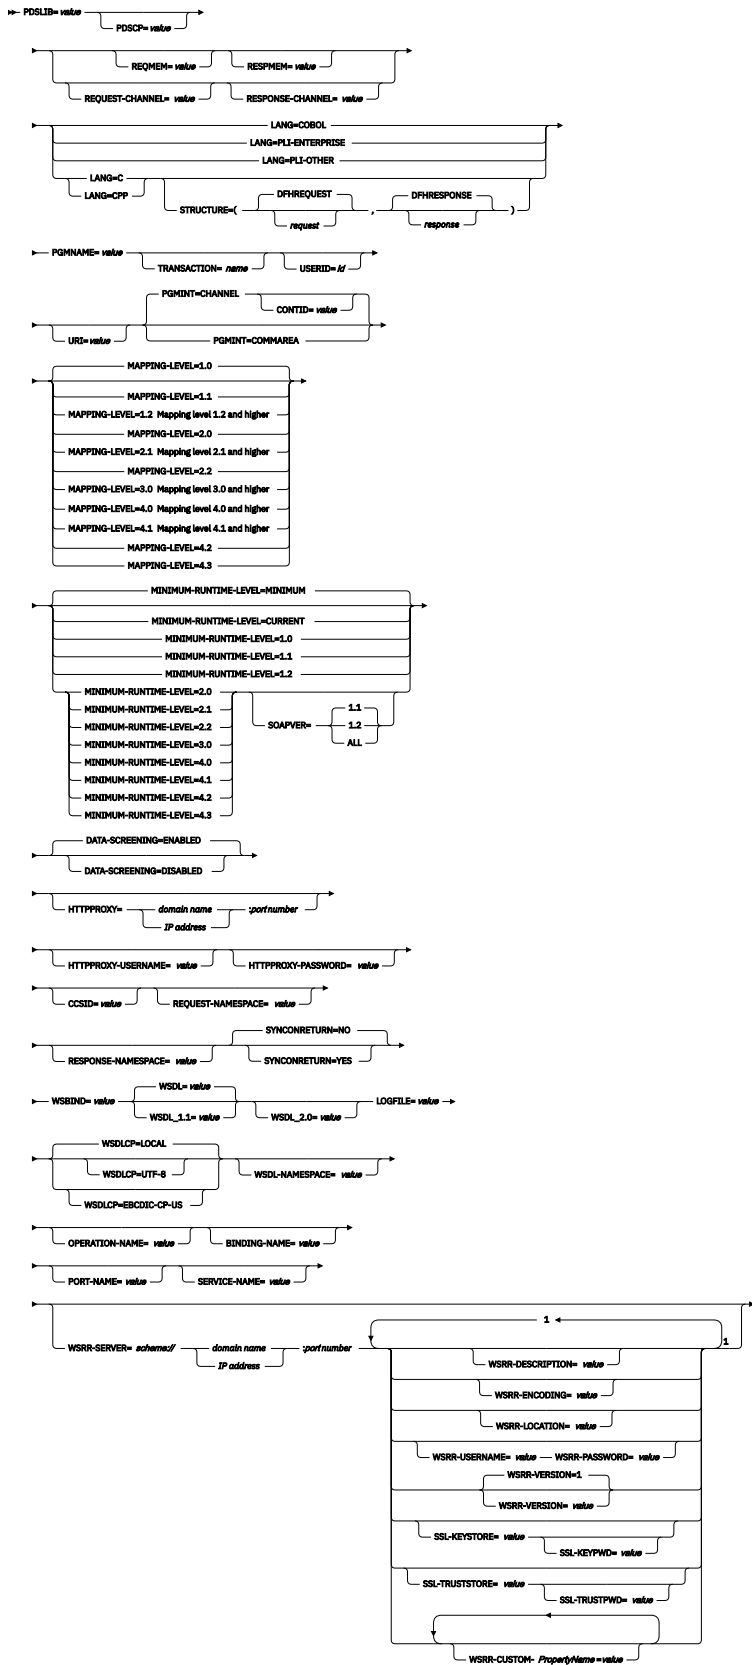 PDSLIB= value
PDSCP= value
REQMEM= value RESPMEM= value
REQUEST-CHANNEL= value RESPONSE-CHANNEL= value
LANG=COBOL
LANG=PLI-ENTERPRISE
LANG=PLI-OTHER
LANG=C
LANG=CPP
DFHREQUEST DFHRESPONSE
STRUCTURE=( , )
request response
PGMNAME= value
TRANSACTION= name USERID= id
PGMINT=CHANNEL
CONTID= value
URI= value PGMINT=COMMAREA
MAPPING-LEVEL=1.0
MAPPING-LEVEL=1.1
MAPPING-LEVEL=1.2 Mapping level 1.2 and higher
MAPPING-LEVEL=2.0
MAPPING-LEVEL=2.1 Mapping level 2.1 and higher
MAPPING-LEVEL=2.2
MAPPING-LEVEL=3.0 Mapping level 3.0 and higher
MAPPING-LEVEL=4.0 Mapping level 4.0 and higher
MAPPING-LEVEL=4.1 Mapping level 4.1 and higher
MAPPING-LEVEL=4.2
MAPPING-LEVEL=4.3
MINIMUM-RUNTIME-LEVEL=MINIMUM
MINIMUM-RUNTIME-LEVEL=CURRENT
MINIMUM-RUNTIME-LEVEL=1.0
MINIMUM-RUNTIME-LEVEL=1.1
MINIMUM-RUNTIME-LEVEL=1.2
MINIMUM-RUNTIME-LEVEL=2.0
MINIMUM-RUNTIME-LEVEL=2.1
MINIMUM-RUNTIME-LEVEL=2.2
MINIMUM-RUNTIME-LEVEL=3.0
MINIMUM-RUNTIME-LEVEL=4.0
MINIMUM-RUNTIME-LEVEL=4.1
MINIMUM-RUNTIME-LEVEL=4.2
MINIMUM-RUNTIME-LEVEL=4.3
1.1
SOAPVER= 1.2
ALL
DATA-SCREENING=ENABLED
DATA-SCREENING=DISABLED
HTTPPROXY= domain name :port number
IP address
HTTPPROXY-USERNAME= value HTTPPROXY-PASSWORD= value
CCSID= value REQUEST-NAMESPACE= value
SYNCONRETURN=NO
RESPONSE-NAMESPACE= value SYNCONRETURN=YES
WSDL= value
WSBIND= value LOGFILE= value
WSDL_1.1= value WSDL_2.0= value
WSDLCP=LOCAL
WSDLCP=UTF-8 WSDL-NAMESPACE= value
WSDLCP=EBCDIC-CP-US
OPERATION-NAME= value BINDING-NAME= value
PORT-NAME= value SERVICE-NAME= value
1
1
WSRR-SERVER= scheme:// domain name :port number
IP address
WSRR-DESCRIPTION= value
WSRR-ENCODING= value
WSRR-LOCATION= value
WSRR-USERNAME= value WSRR-PASSWORD= value
WSRR-VERSION=1
WSRR-VERSION= value
SSL-KEYSTORE= value
SSL-KEYPWD= value
SSL-TRUSTSTORE= value
SSL-TRUSTPWD= value
WSRR-CUSTOM- PropertyName =value